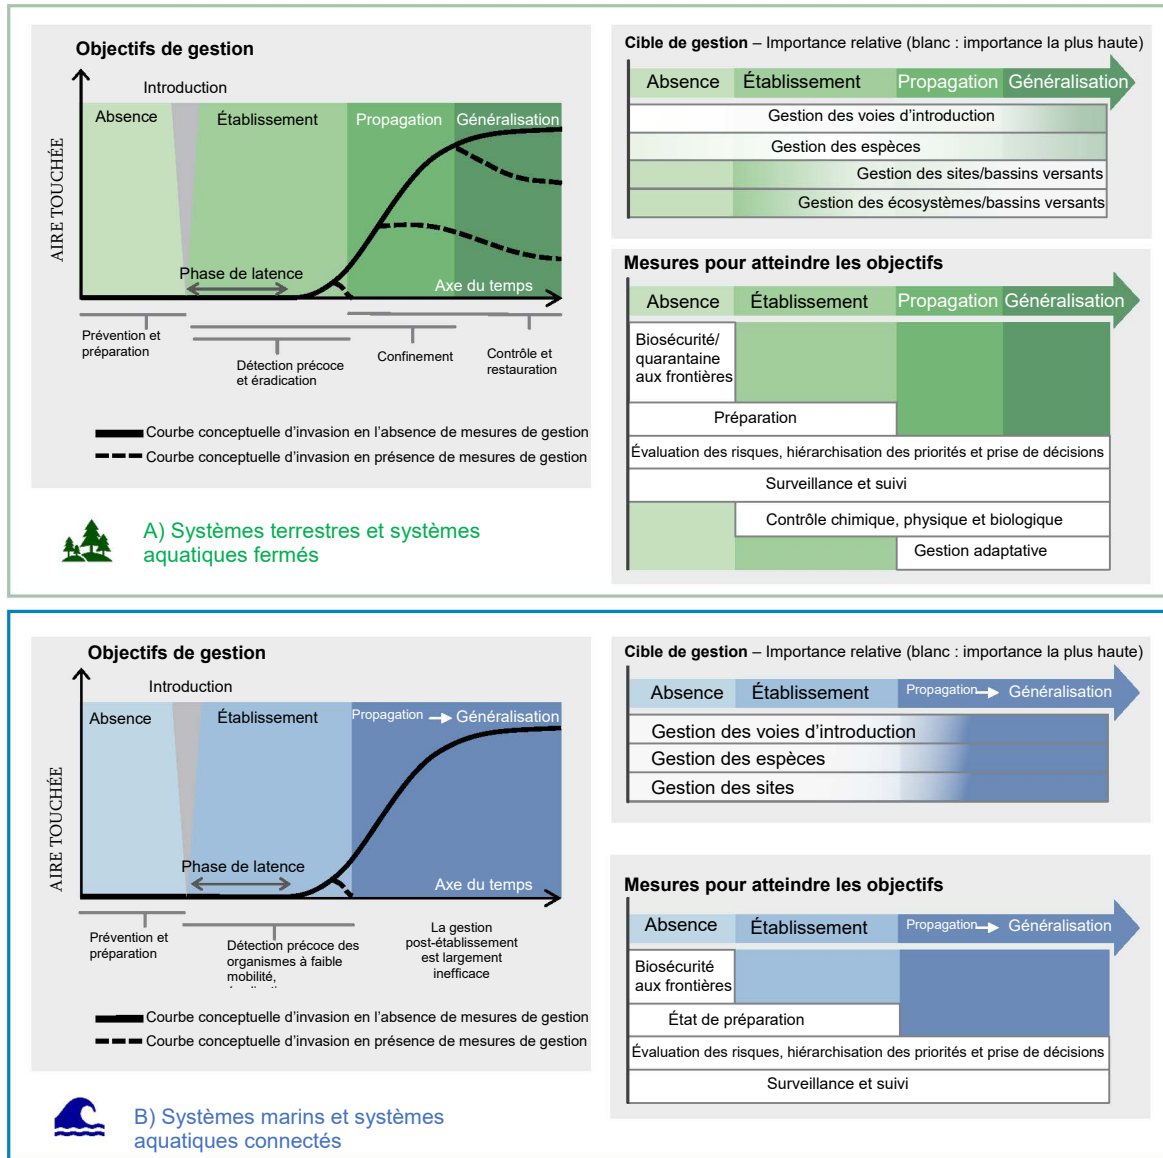 Objectifs de gestion
Introduction
Absence
Établissement
Propagation
Généralisation
AIRE TOUCHÉE
Phase de latence
Axe du temps
Prévention et
préparation
Détection précoce
et éradication
Confinement
Contrôle et
restauration
Courbe conceptuelle d'invasion en l'absence de mesures de gestion
Courbe conceptuelle d'invasion en présence de mesures de gestion
A) Systèmes terrestres et systèmes
aquatiques fermés
Cible de gestion – Importance relative (blanc : importance la plus haute)
Absence
Établissement
Propagation
Généralisation
Gestion des voies d'introduction
Gestion des espèces
Gestion des sites/bassins versants
Gestion des écosystèmes/bassins versants
Mesures pour atteindre les objectifs
Absence
Établissement
Propagation
Généralisation
Biosécurité/
quarantaine
aux frontières
Préparation
Évaluation des risques, hiérarchisation des priorités et prise de décisions
Surveillance et suivi
Contrôle chimique, physique et biologique
Gestion adaptative
Objectifs de gestion
Introduction
Absence
Établissement
Propagation
Généralisation
AIRE TOUCHÉE
Phase de latence
Axe du temps
Prévention et
préparation
Détection précoce des
organismes à faible
mobilité,
La gestion
post-établissement
est largement
inefficace
Courbe conceptuelle d'invasion en l'absence de mesures de gestion
Courbe conceptuelle d'invasion en présence de mesures de gestion
B) Systèmes marins et systèmes
aquatiques connectés
Cible de gestion – Importance relative (blanc : importance la plus haute)
Absence
Établissement
Propagation
Généralisation
Gestion des voies d'introduction
Gestion des espèces
Gestion des sites
Mesures pour atteindre les objectifs
Absence
Établissement
Propagation
Généralisation
Biosécurité
aux frontières
État de préparation
Évaluation des risques, hiérarchisation des priorités et prise de décisions
Surveillance et suivi